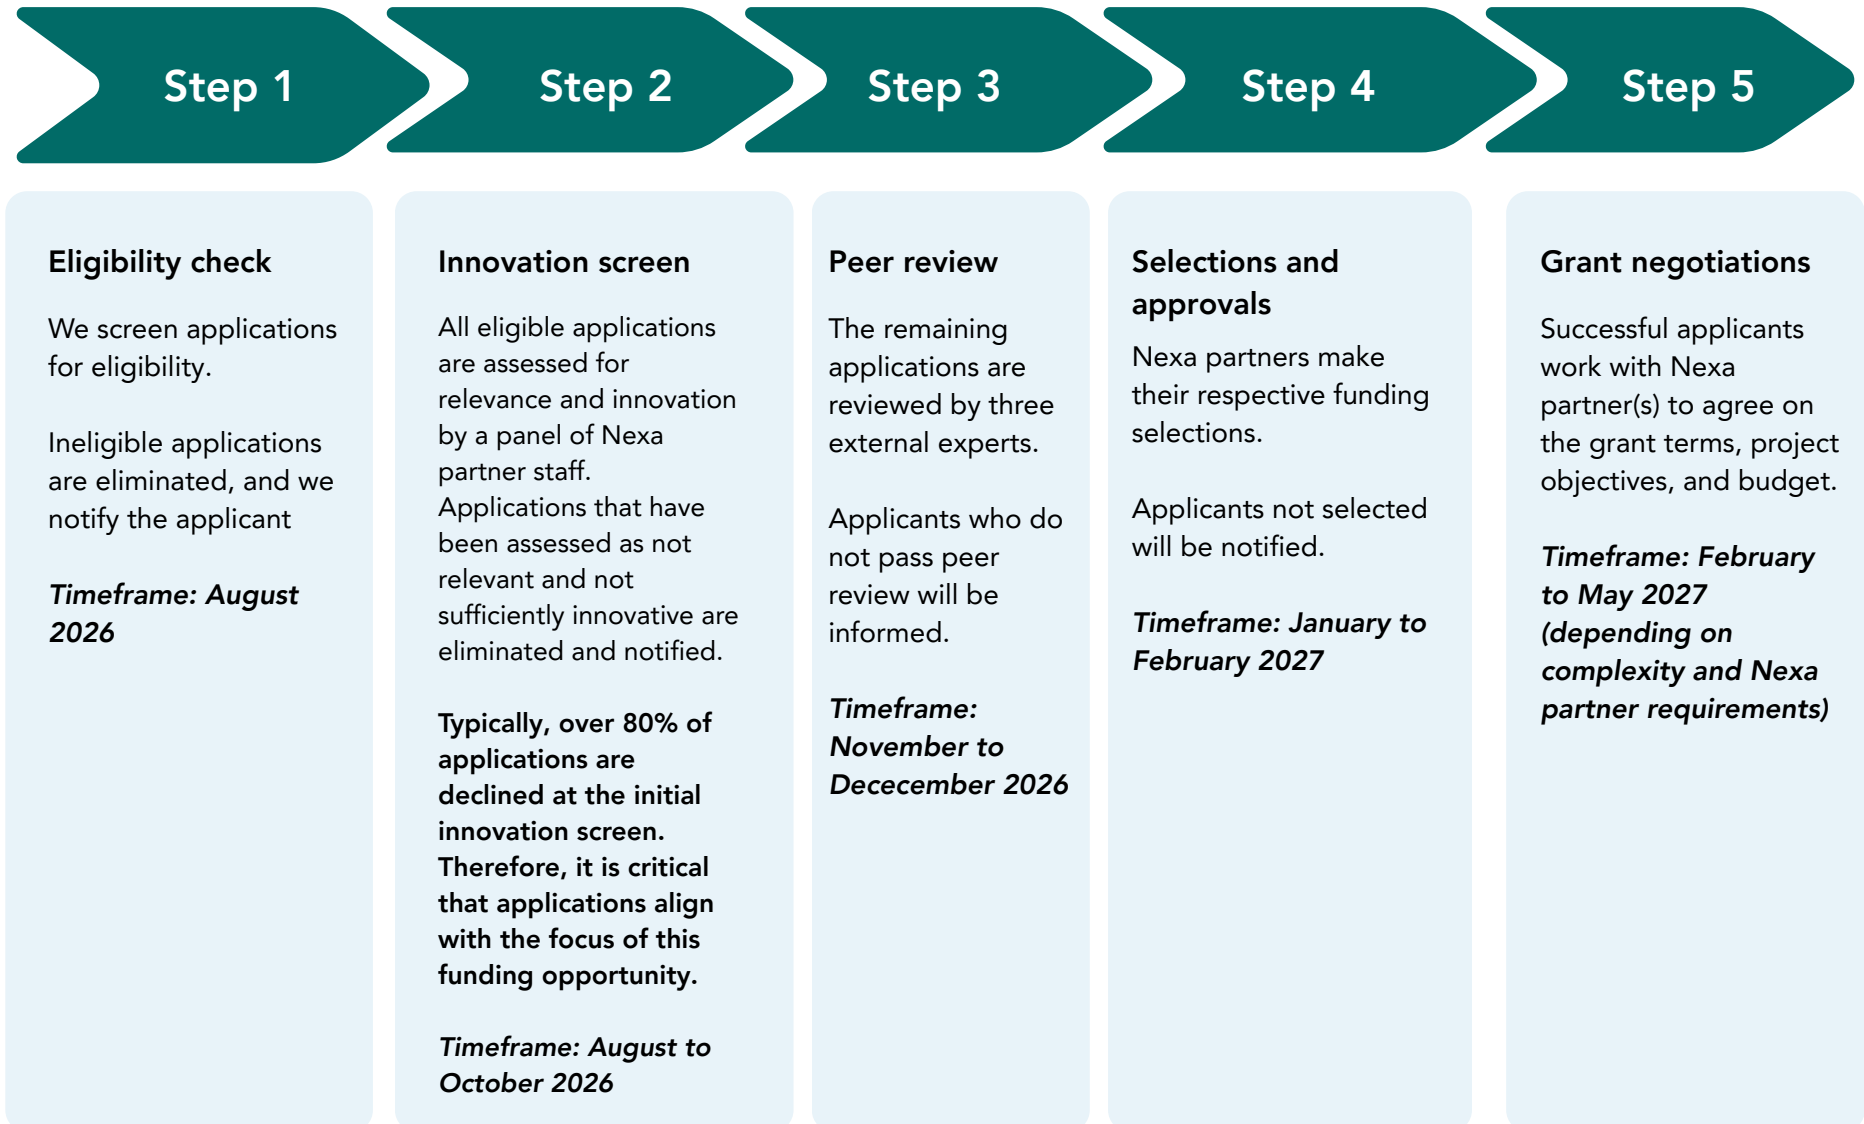 Step 1
Step 2
Step 3
Step 4
Step 5
Eligibility check
We screen applications
for eligibility.
Ineligible applications
are eliminated, and we
notify the applicant
Timeframe: August
2026
Innovation screen
All eligible applications
are assessed for
relevance and innovation
by a panel of Nexa
partner staff.
Applications that have
been assessed as not
relevant and not
sufficiently innovative are
eliminated and notified.
Typically, over 80% of
applications are
declined at the initial
innovation screen.
Therefore, it is critical
that applications align
with the focus of this
funding opportunity.
Timeframe: August to
October 2026
Peer review
The remaining
applications are
reviewed by three
external experts.
Applicants who do
not pass peer
review will be
informed.
Timeframe:
November to
Dececember 2026
Selections and
approvals
Nexa partners make
their respective funding
selections.
Applicants not selected
will be notified.
Timeframe: January to
February 2027
Grant negotiations
Successful applicants
work with Nexa
partner(s) to agree on
the grant terms, project
objectives, and budget.
Timeframe: February
to May 2027
(depending on
complexity and Nexa
partner requirements)